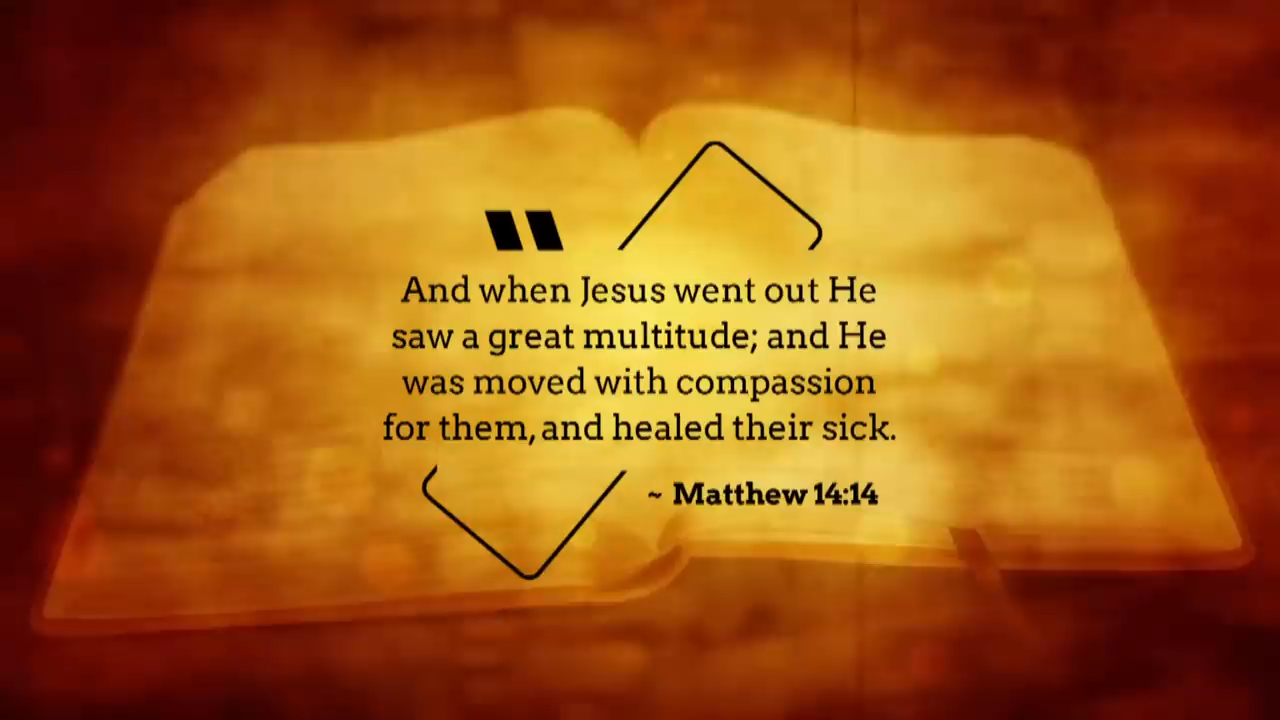 And when Jesus went out He
saw a great multitude; and He
was moved with compassion
for them, and healed their sick.
~ Matthew 14:14